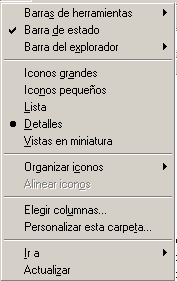 Barras de herramientas
Barra de estado
Barra del explorador
Iconos grandes
Iconos pequeños
Lista
Detalles
Vistas en miniatura
Organizar iconos
Alinear iconos
Elegir columnas...
Personalizar esta carpeta...
Ir a
Actualizar